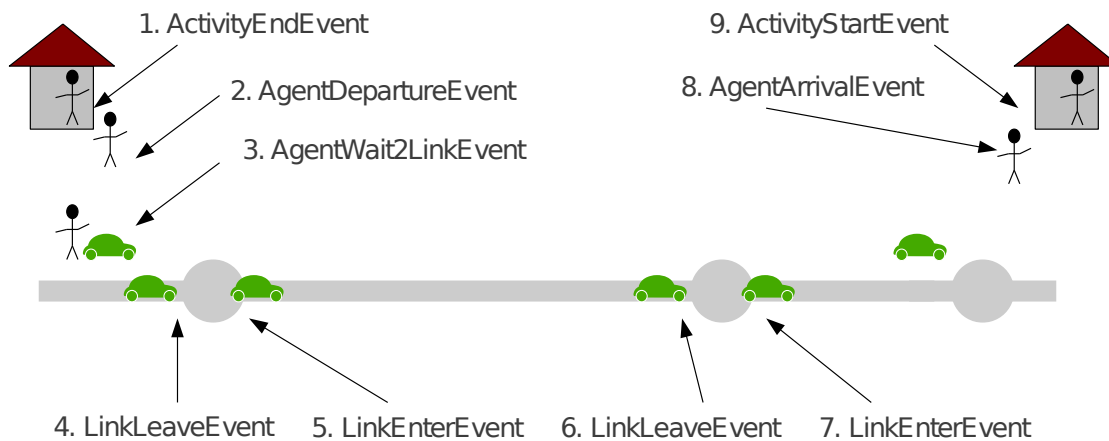 1. ActivityEndEvent
2. AgentDepartureEvent
3. AgentWait2LinkEvent
9. ActivityStartEvent
8. AgentArrivalEvent
4. LinkLeaveEvent
5. LinkEnterEvent
6. LinkLeaveEvent
7. LinkEnterEvent